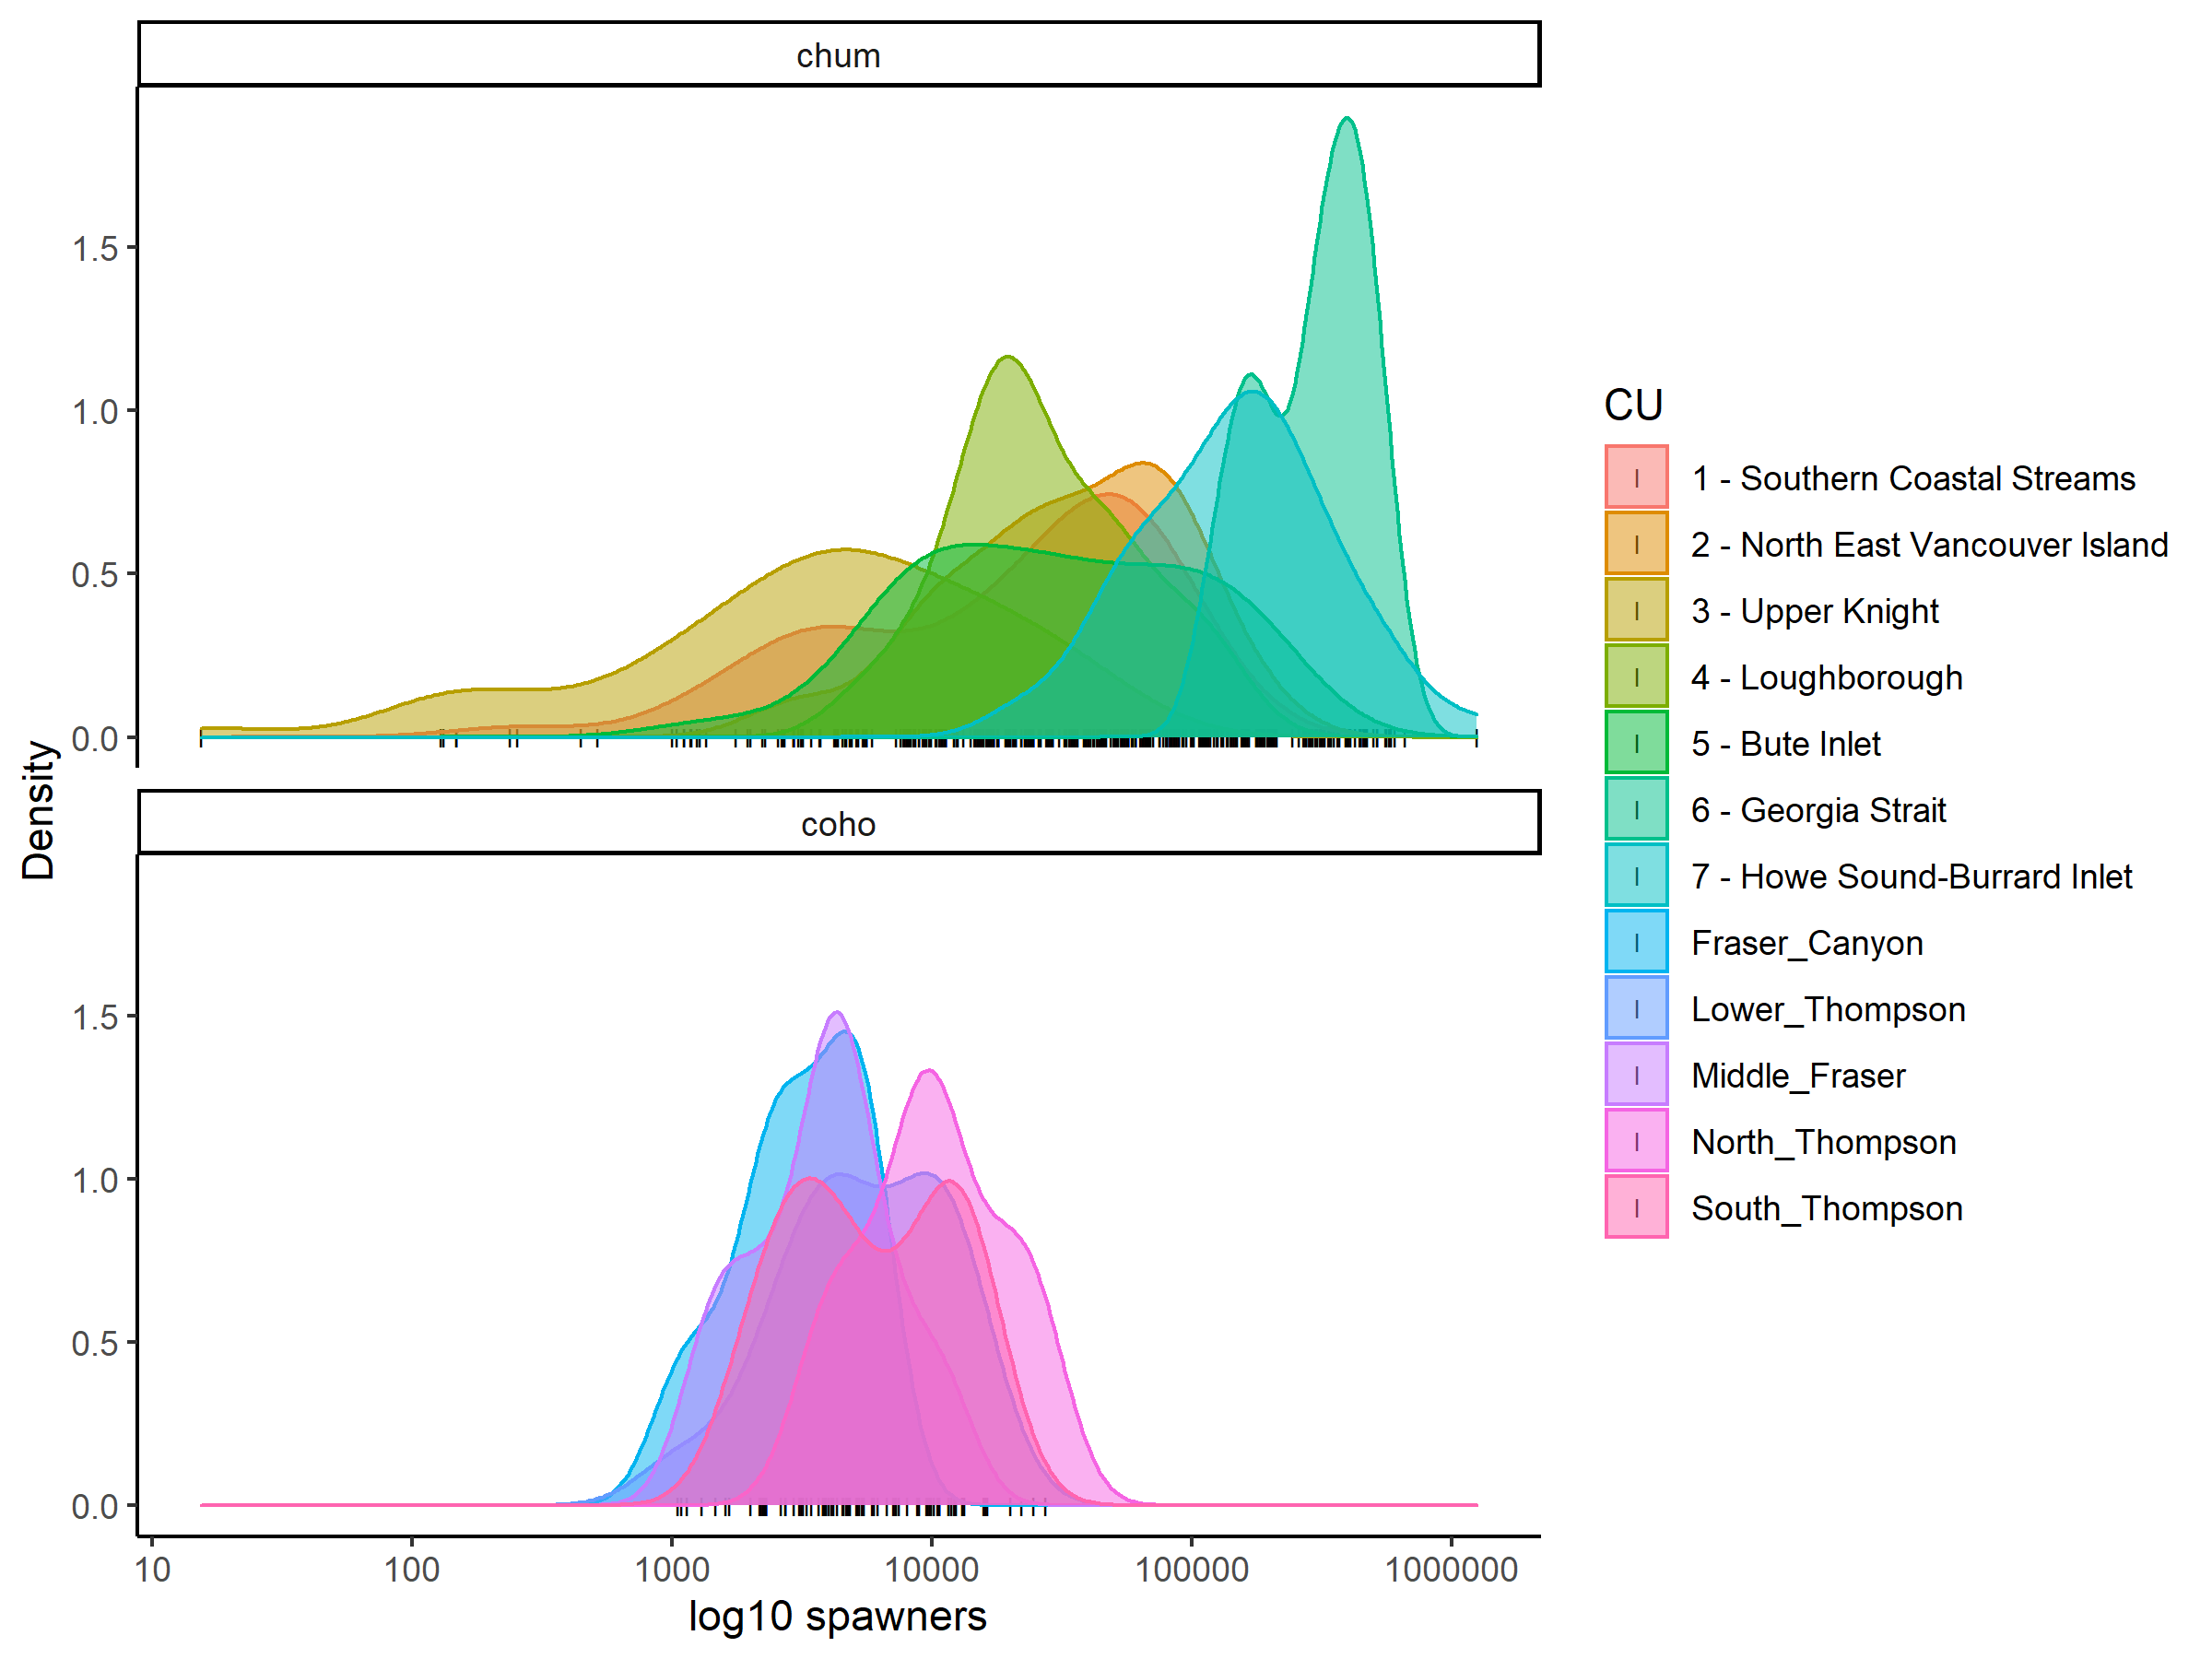 chum
1.5
1.0
0.5
0.0
Density
coho
1.5
1.0
0.5
0.0
10 100 1000 10000 100000 1000000
log10 spawners
CU
1 - Southern Coastal Streams
2 - North East Vancouver Island
3 - Upper Knight
4 - Loughborough
5 - Bute Inlet
6 - Georgia Strait
7 - Howe Sound-Burrard Inlet
Fraser_Canyon
Lower_Thompson
Middle_Fraser
North_Thompson
South_Thompson